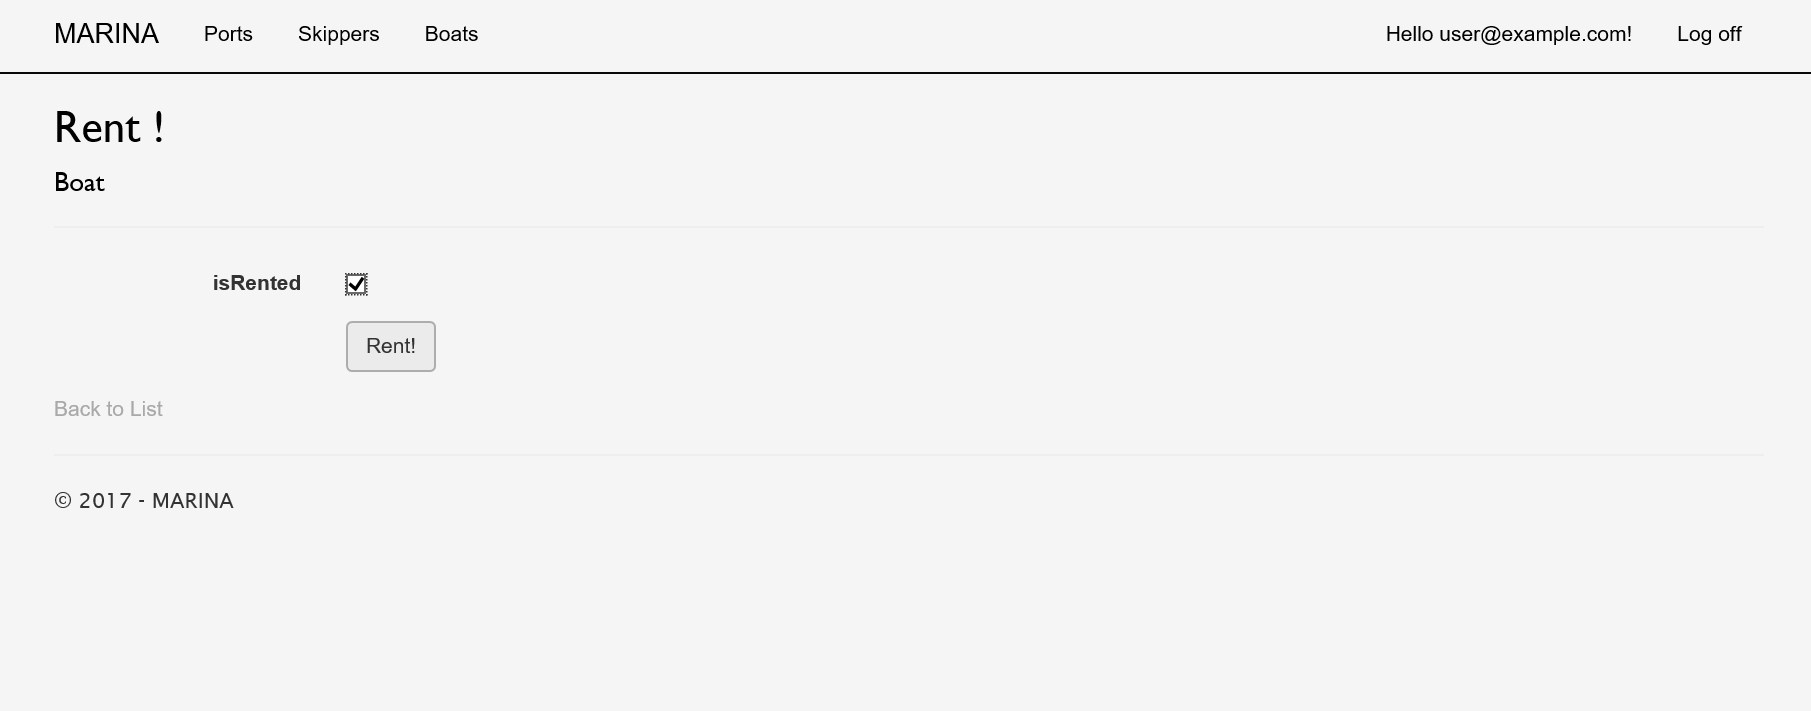 MARINA Ports Skippers Boats Hello user@example.com! Log off
Rent !
Boat
isRented
Rent!
Back to List
© 2017 - MARINA